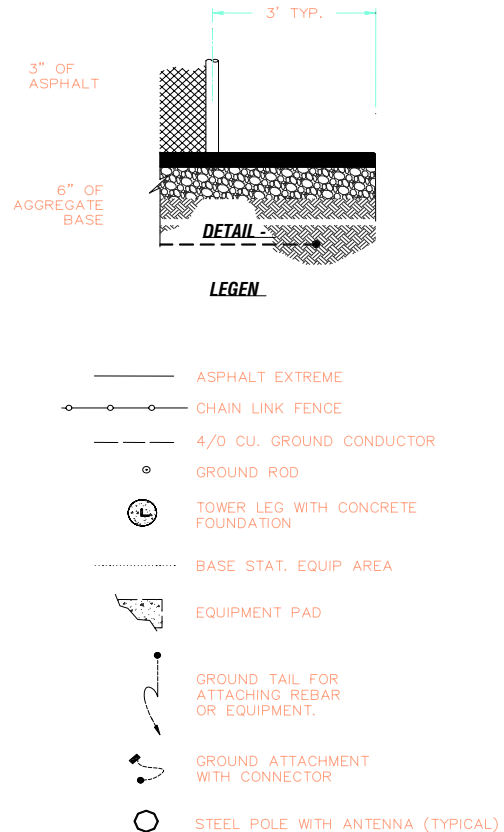 3' TYP.
3" OF
ASPHALT
6" OF
AGGREGATE
BASE
DETAIL -
LEGEN
ASPHALT EXTREME
CHAIN LINK FENCE
4/0 CU. GROUND CONDUCTOR
GROUND ROD
L
TOWER LEG WITH CONCRETE
FOUNDATION
BASE STAT. EQUIP AREA
EQUIPMENT PAD
GROUND TAIL FOR
ATTACHING REBAR
OR EQUIPMENT.
GROUND ATTACHMENT
WITH CONNECTOR
STEEL POLE WITH ANTENNA (TYPICAL)